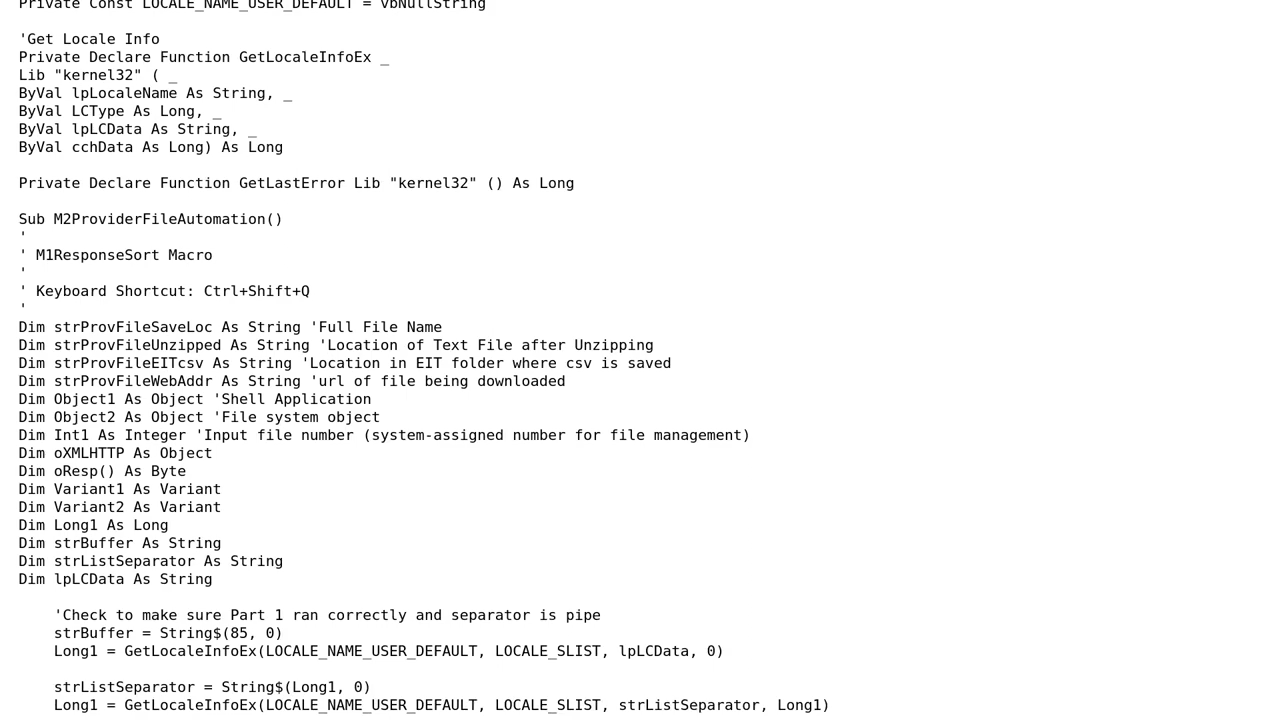 Private Const LOCALE_NAME_USER_DEFAULT = vbNullString
'Get Locale Info
Private Declare Function GetLocaleInfoEx _
Lib "kernel32" ( _
ByVal lpLocaleName As String, _
ByVal LCType As Long, _
ByVal lpLCData As String, _
ByVal cchData As Long) As Long
Private Declare Function GetLastError Lib "kernel32" () As Long
Sub M2ProviderFileAutomation()
'
' M1ResponseSort Macro
'
' Keyboard Shortcut: Ctrl+Shift+Q
'
Dim strProvFileSaveLoc As String 'Full File Name
Dim strProvFileUnzipped As String 'Location of Text File after Unzipping
Dim strProvFileEITcsv As String 'Location in EIT folder where csv is saved
Dim strProvFileWebAddr As String 'url of file being downloaded
Dim Object1 As Object 'Shell Application
Dim Object2 As Object 'File system object
Dim Int1 As Integer 'Input file number (system-assigned number for file management)
Dim oXMLHTTP As Object
Dim oResp() As Byte
Dim Variant1 As Variant
Dim Variant2 As Variant
Dim Long1 As Long
Dim strBuffer As String
Dim strListSeparator As String
Dim lpLCData As String
    'Check to make sure Part 1 ran correctly and separator is pipe
    strBuffer = String$(85, 0)
    Long1 = GetLocaleInfoEx(LOCALE_NAME_USER_DEFAULT, LOCALE_SLIST, lpLCData, 0)
    strListSeparator = String$(Long1, 0)
    Long1 = GetLocaleInfoEx(LOCALE_NAME_USER_DEFAULT, LOCALE_SLIST, strListSeparator, Long1)